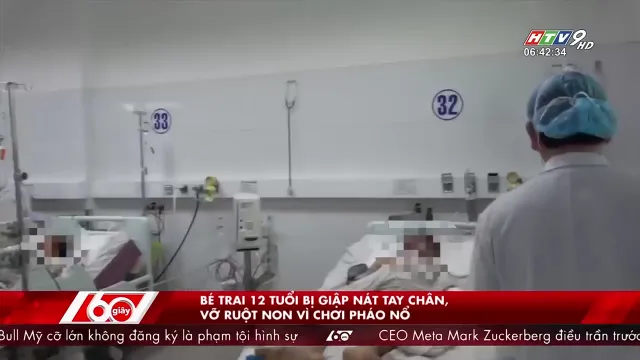 HTV9 HD
06:42:34
33
32
60 giây
BÉ TRAI 12 TUỔI BỊ GIẬP NÁT TAY CHÂN,
VỠ RUỘT NON VÌ CHƠI PHÁO NỔ
Bull Mỹ cỡ lớn không đăng ký là phạm tội hình sự
CEO Meta Mark Zuckerberg điều trần trước